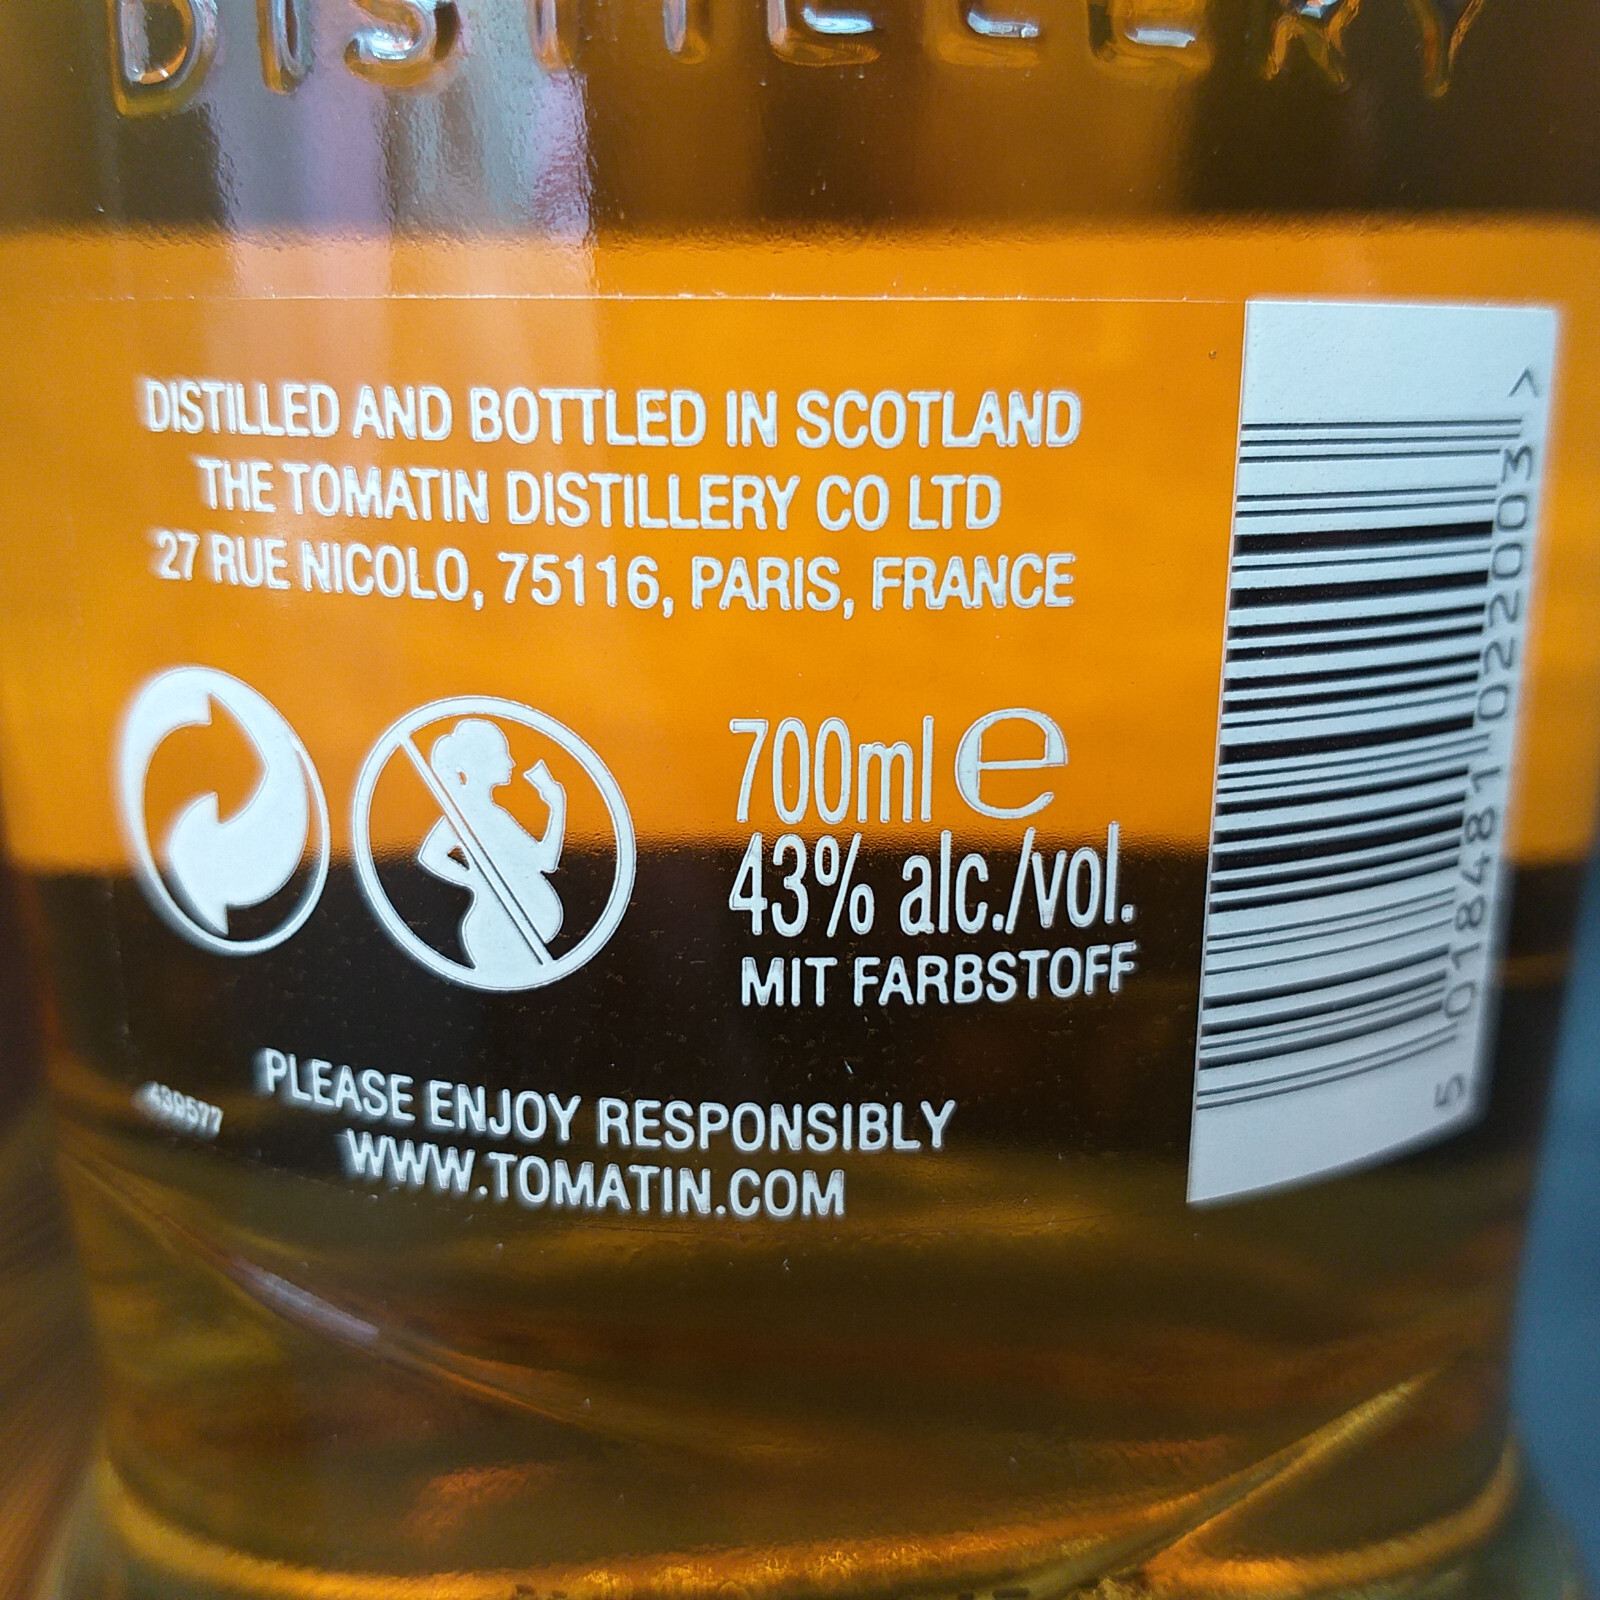 DISTILLERY
DISTILLED AND BOTTLED IN SCOTLAND
THE TOMATIN DISTILLERY CO LTD
27 RUE NICOLO, 75116, PARIS, FRANCE
700ml e
43% alc./vol.
MIT FARBSTOFF
PLEASE ENJOY RESPONSIBLY
WWW.TOMATIN.COM
439577
5 018481 022003 >